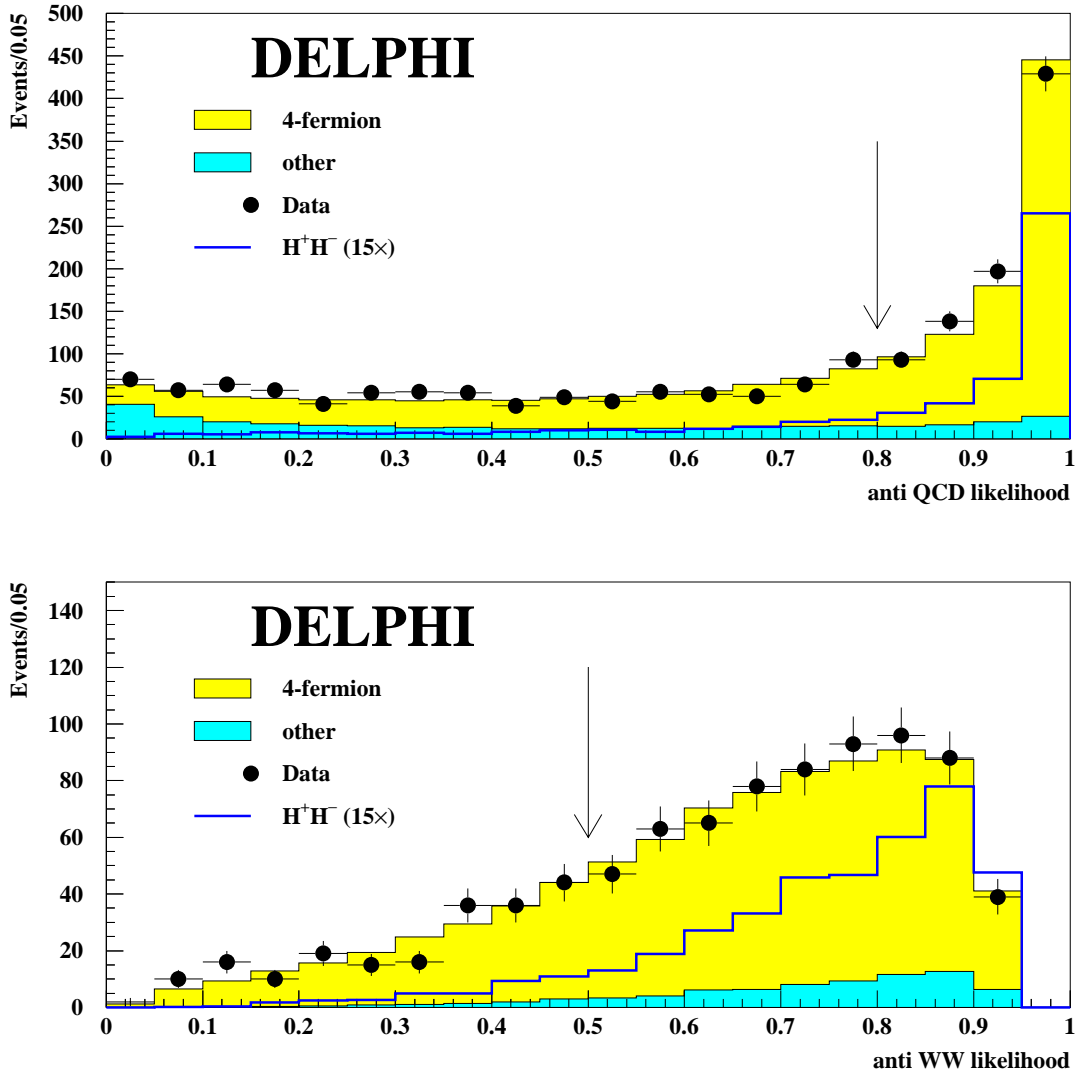 Events/0.05
500
450
400
350
300
250
200
150
100
50
0
DELPHI
4-fermion
other
Data
H⁺H⁻ (15×)
0 0.1 0.2 0.3 0.4 0.5 0.6 0.7 0.8 0.9 1
anti QCD likelihood
Events/0.05
140
120
100
80
60
40
20
0
DELPHI
4-fermion
other
Data
H⁺H⁻ (15×)
0 0.1 0.2 0.3 0.4 0.5 0.6 0.7 0.8 0.9 1
anti WW likelihood